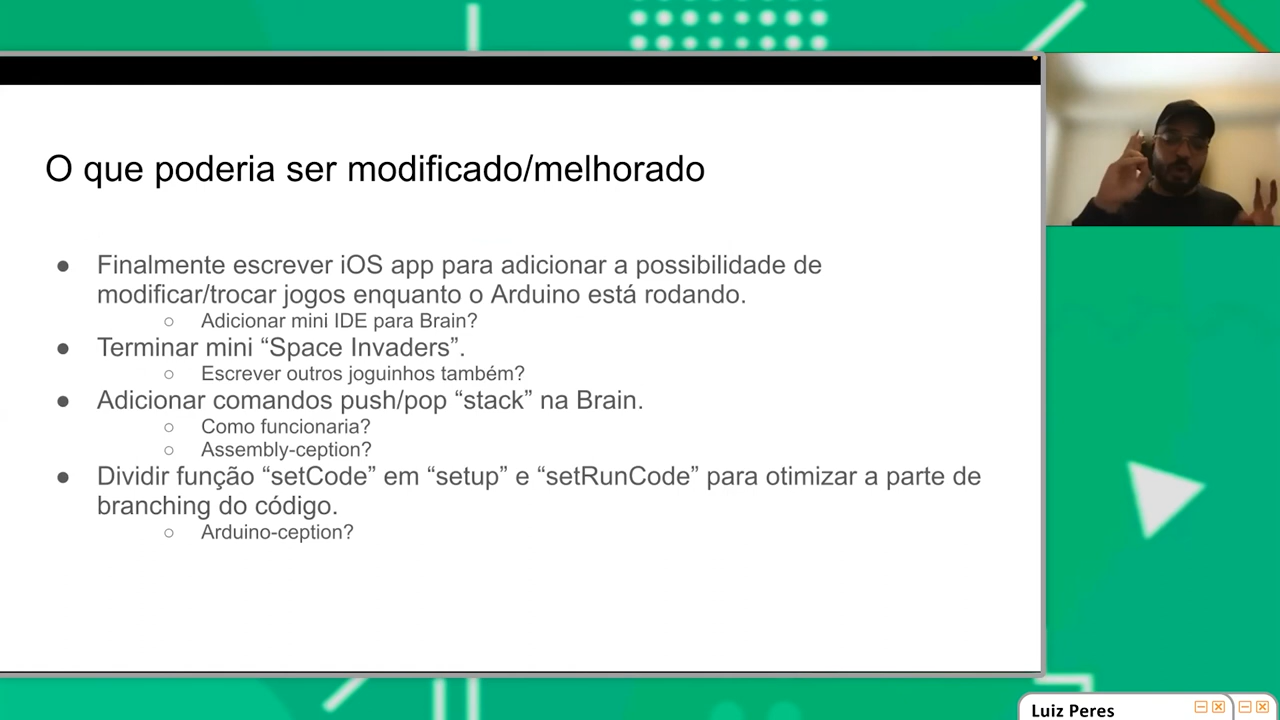 O que poderia ser modificado/melhorado
● Finalmente escrever iOS app para adicionar a possibilidade de
modificar/trocar jogos enquanto o Arduino está rodando.
○ Adicionar mini IDE para Brain?
● Terminar mini “Space Invaders”.
○ Escrever outros joguinhos também?
● Adicionar comandos push/pop “stack” na Brain.
○ Como funcionaria?
○ Assembly-ception?
● Dividir função “setCode” em “setup” e “setRunCode” para otimizar a parte de
branching do código.
○ Arduino-ception?
Luiz Peres